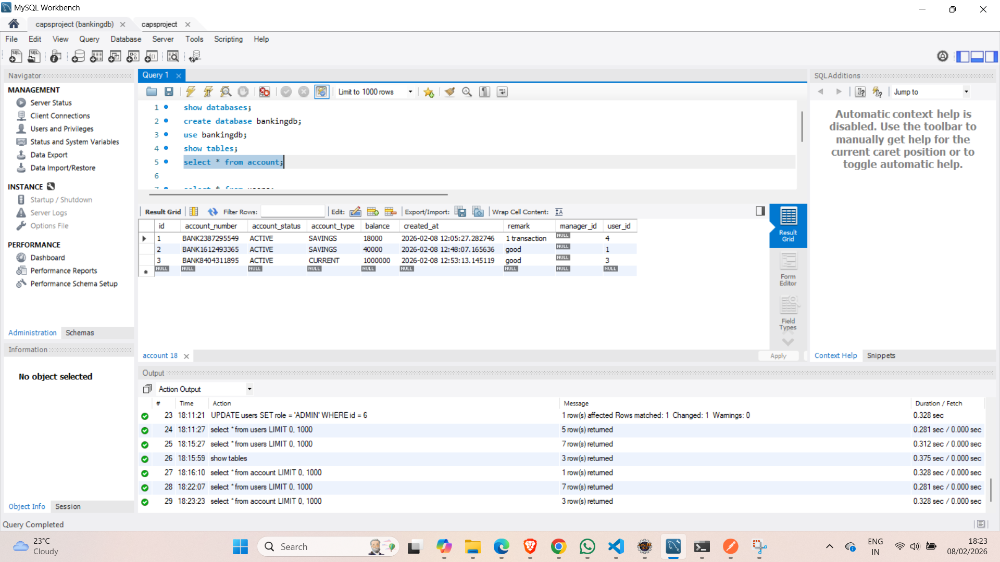 MySQL Workbench
capsproject (bankingdb)
capsproject
File Edit View Query Database Server Tools Scripting Help
Navigator
MANAGEMENT
Server Status
Client Connections
Users and Privileges
Status and System Variables
Data Export
Data Import/Restore
INSTANCE
Startup / Shutdown
Server Logs
Options File
PERFORMANCE
Dashboard
Performance Reports
Performance Schema Setup
Administration Schemas
Information
No object selected
Object Info Session
Query Completed
Query 1
Limit to 1000 rows
1 show databases;
2 create database bankingdb;
3 use bankingdb;
4 show tables;
5 select * from account;
6
7 select * from users;
Result Grid Filter Rows: Edit: Export/Import: Wrap Cell Content:
id account_number account_status account_type balance created_at remark manager_id user_id
1 BANK2387295549 ACTIVE SAVINGS 18000 2026-02-08 12:05:27.282746 1 transaction NULL 4
2 BANK1612493365 ACTIVE SAVINGS 40000 2026-02-08 12:48:07.165636 good NULL 1
3 BANK8404311895 ACTIVE CURRENT 1000000 2026-02-08 12:53:13.145119 good NULL 3
NULL NULL NULL NULL NULL NULL NULL NULL NULL
Result Grid
Form Editor
Field Types
account 18
Apply
SQLAdditions
Jump to
Automatic context help is
disabled. Use the toolbar to
manually get help for the
current caret position or to
toggle automatic help.
Context Help Snippets
Output
Action Output
# Time Action Message Duration / Fetch
23 18:11:21 UPDATE users SET role = 'ADMIN' WHERE id = 6 1 row(s) affected Rows matched: 1 Changed: 1 Warnings: 0 0.328 sec
24 18:11:27 select * from users LIMIT 0, 1000 5 row(s) returned 0.281 sec / 0.000 sec
25 18:15:27 select * from users LIMIT 0, 1000 7 row(s) returned 0.312 sec / 0.000 sec
26 18:15:59 show tables 3 row(s) returned 0.375 sec / 0.000 sec
27 18:16:10 select * from account LIMIT 0, 1000 1 row(s) returned 0.328 sec / 0.000 sec
28 18:22:07 select * from users LIMIT 0, 1000 7 row(s) returned 0.281 sec / 0.000 sec
29 18:23:23 select * from account LIMIT 0, 1000 3 row(s) returned 0.328 sec / 0.000 sec
23°C
Cloudy
Search
ENG
IN
18:23
08/02/2026